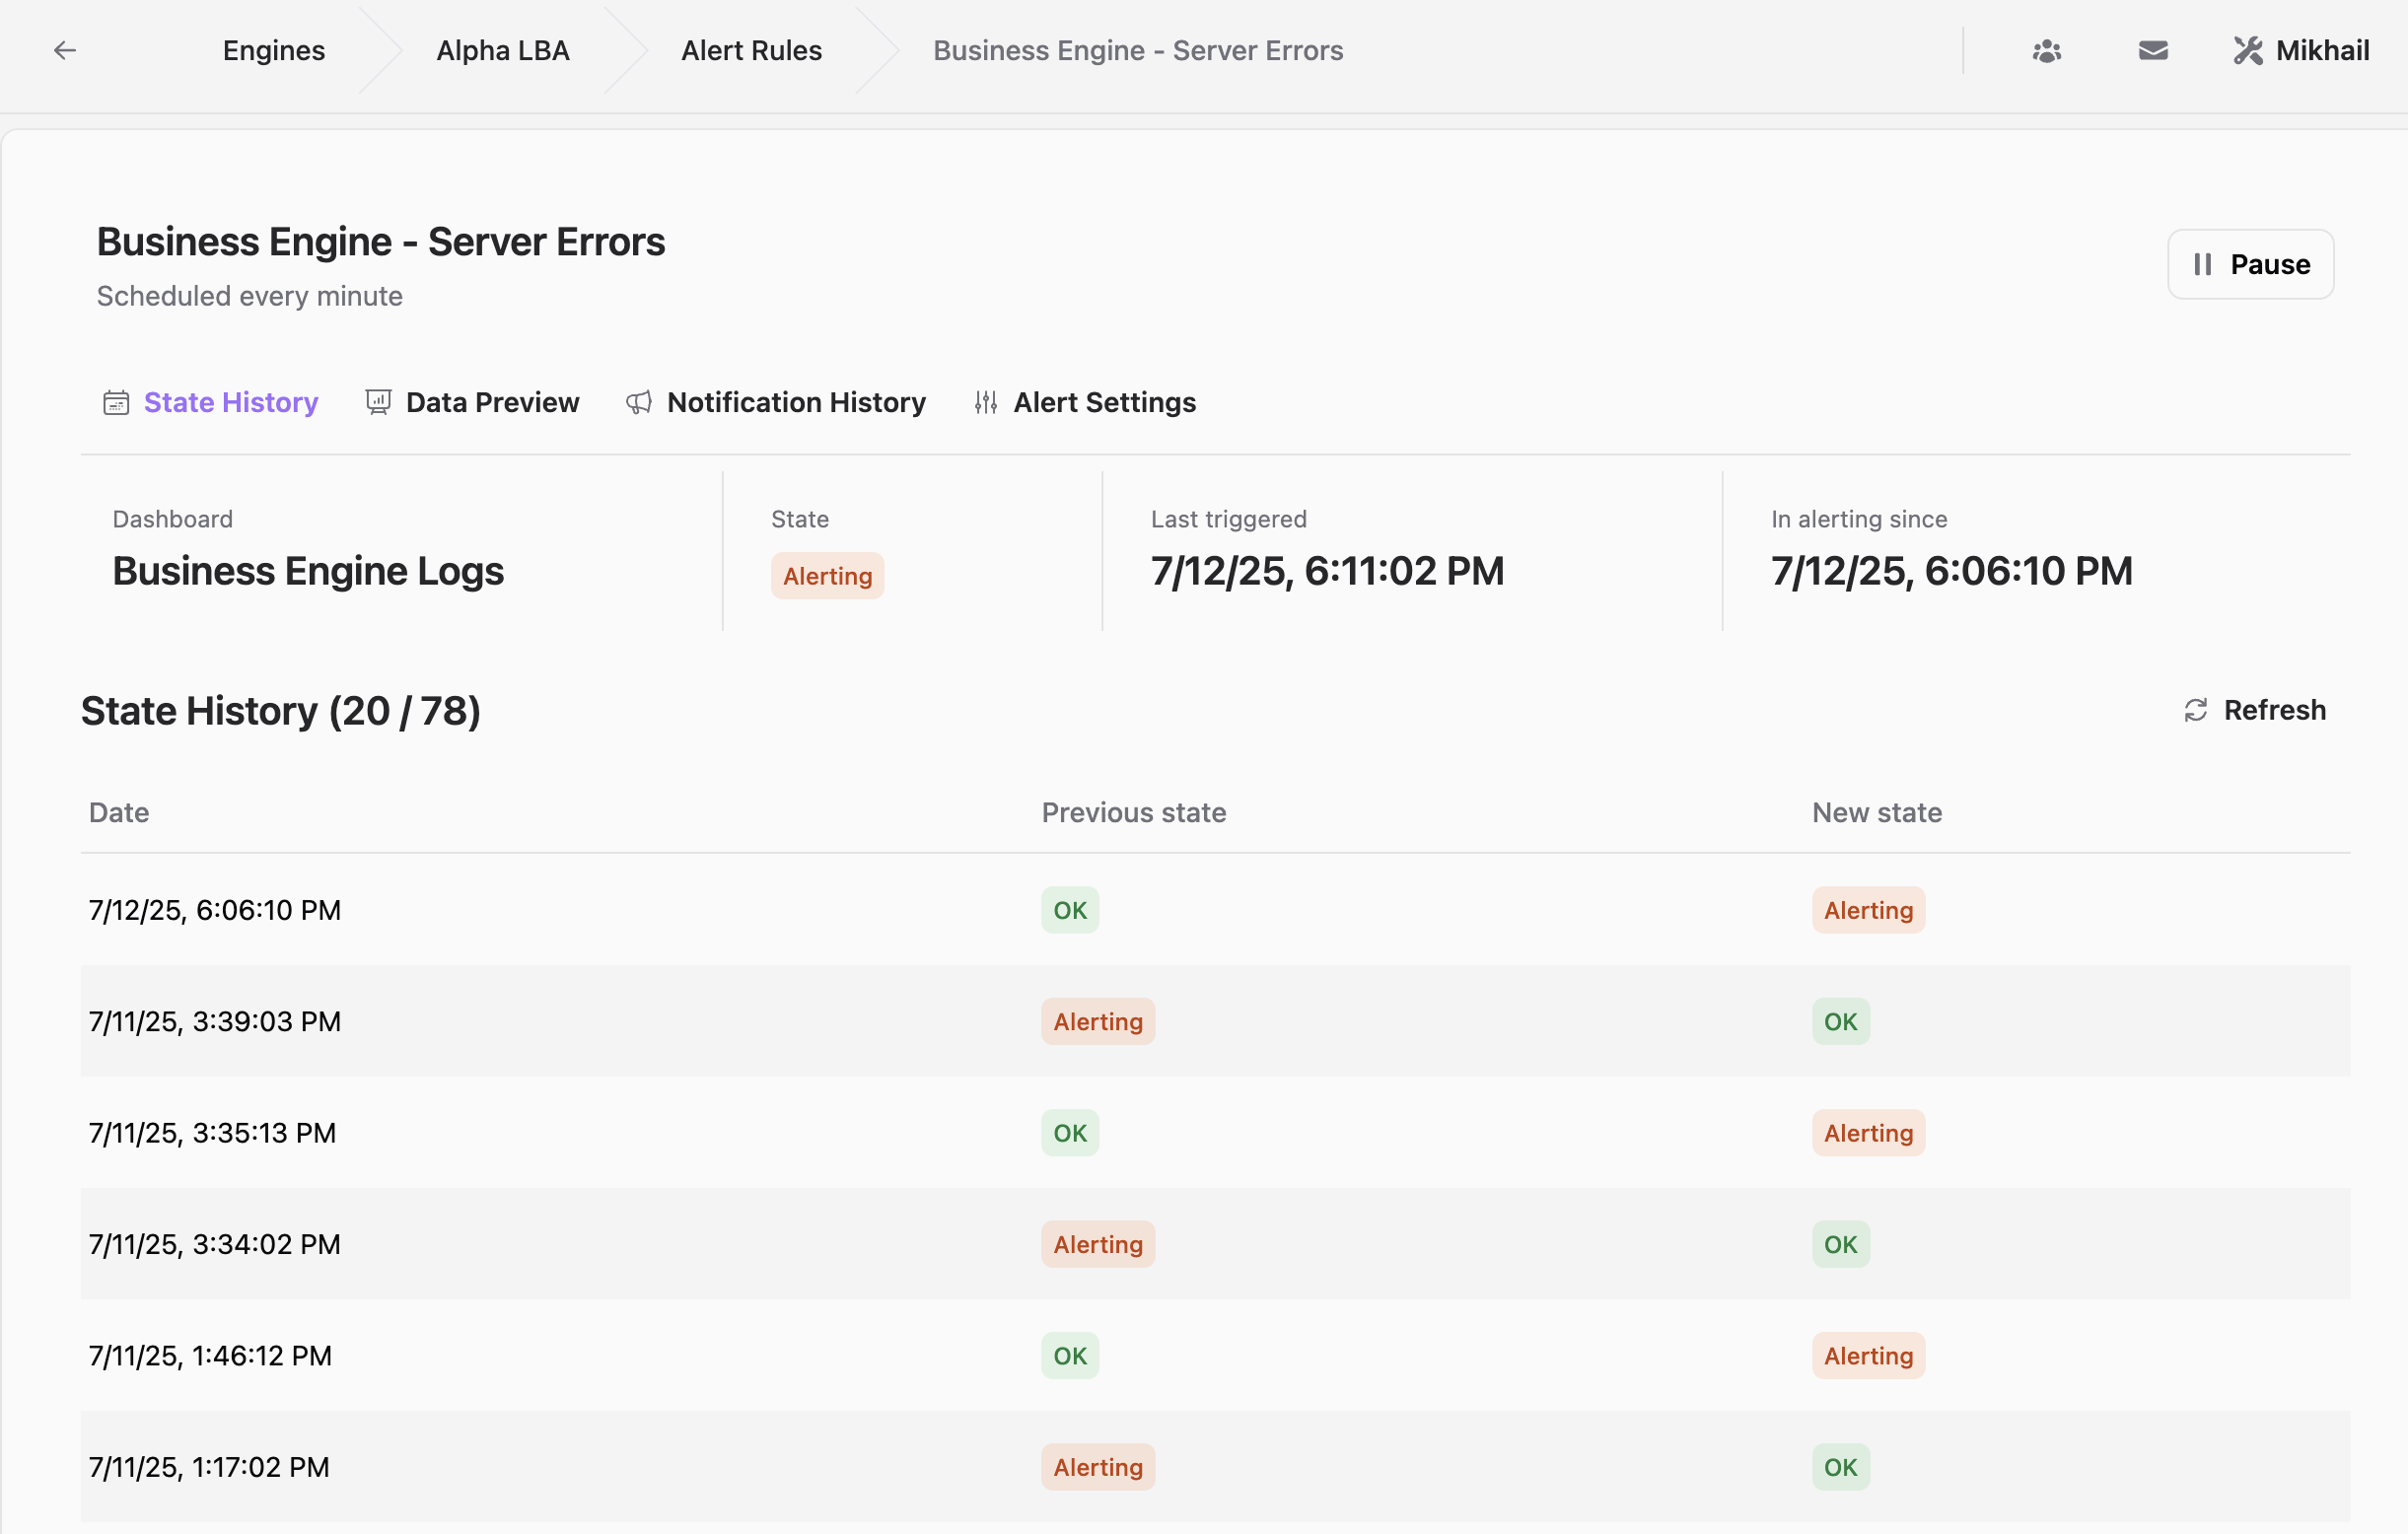 Engines Alpha LBA Alert Rules Business Engine - Server Errors Mikhail
Business Engine - Server Errors
Scheduled every minute
Pause
State History Data Preview Notification History Alert Settings
Dashboard State Last triggered In alerting since
Business Engine Logs Alerting 7/12/25, 6:11:02 PM 7/12/25, 6:06:10 PM
State History (20 / 78) Refresh
Date Previous state New state
7/12/25, 6:06:10 PM OK Alerting
7/11/25, 3:39:03 PM Alerting OK
7/11/25, 3:35:13 PM OK Alerting
7/11/25, 3:34:02 PM Alerting OK
7/11/25, 1:46:12 PM OK Alerting
7/11/25, 1:17:02 PM Alerting OK